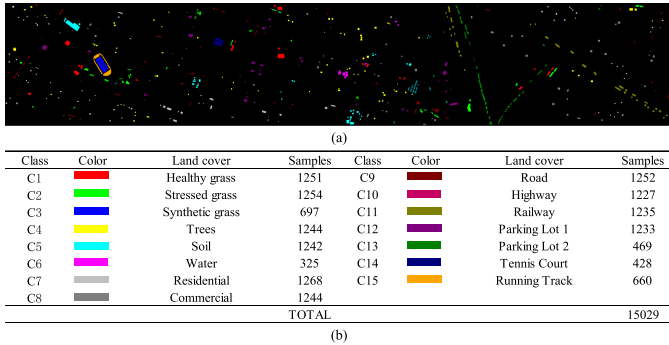 (a)
Class Color Land cover Samples Class Color Land cover Samples
C1 Healthy grass 1251 C9 Road 1252
C2 Stressed grass 1254 C10 Highway 1227
C3 Synthetic grass 697 C11 Railway 1235
C4 Trees 1244 C12 Parking Lot 1 1233
C5 Soil 1242 C13 Parking Lot 2 469
C6 Water 325 C14 Tennis Court 428
C7 Residential 1268 C15 Running Track 660
C8 Commercial 1244
TOTAL 15029
(b)